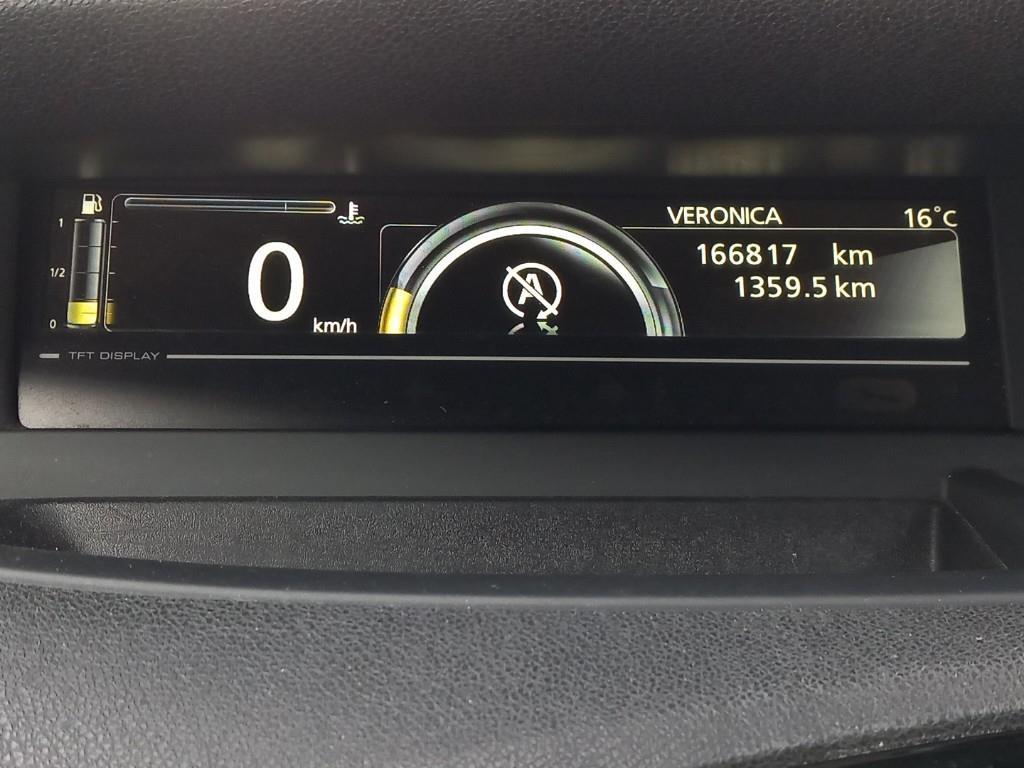 VERONICA 16°C
1
1/2
0
0 km/h
A
166817 km
1359.5 km
TFT DISPLAY